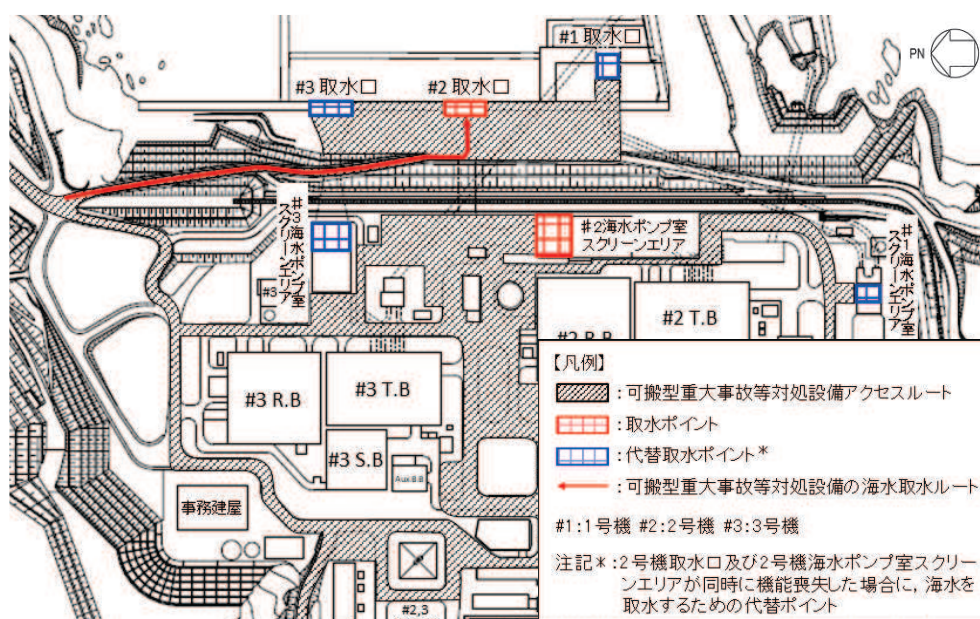 #1 取水口
PN
#3 取水口
#2 取水口
#3海水ポンプ室
スクリーンエリア
#2海水ポンプ室
スクリーンエリア
#1海水ポンプ室
スクリーンエリア
#3
#2 R.B
#2 T.B
#3 R.B
#3 T.B
#3 S.B
Aux.B.B
事務建屋
#2,3
【凡例】
:可搬型重大事故等対処設備アクセスルート
:取水ポイント
:代替取水ポイント*
:可搬型重大事故等対処設備の海水取水ルート
#1:1号機 #2:2号機 #3:3号機
注記*:2号機取水口及び2号機海水ポンプ室スクリー
ンエリアが同時に機能喪失した場合に,海水を
取水するための代替ポイント